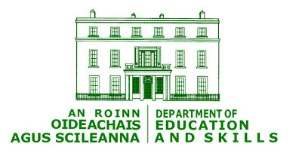 AN ROINN
OIDEACHAIS
AGUS SCILEANNA
DEPARTMENT OF
EDUCATION
AND SKILLS